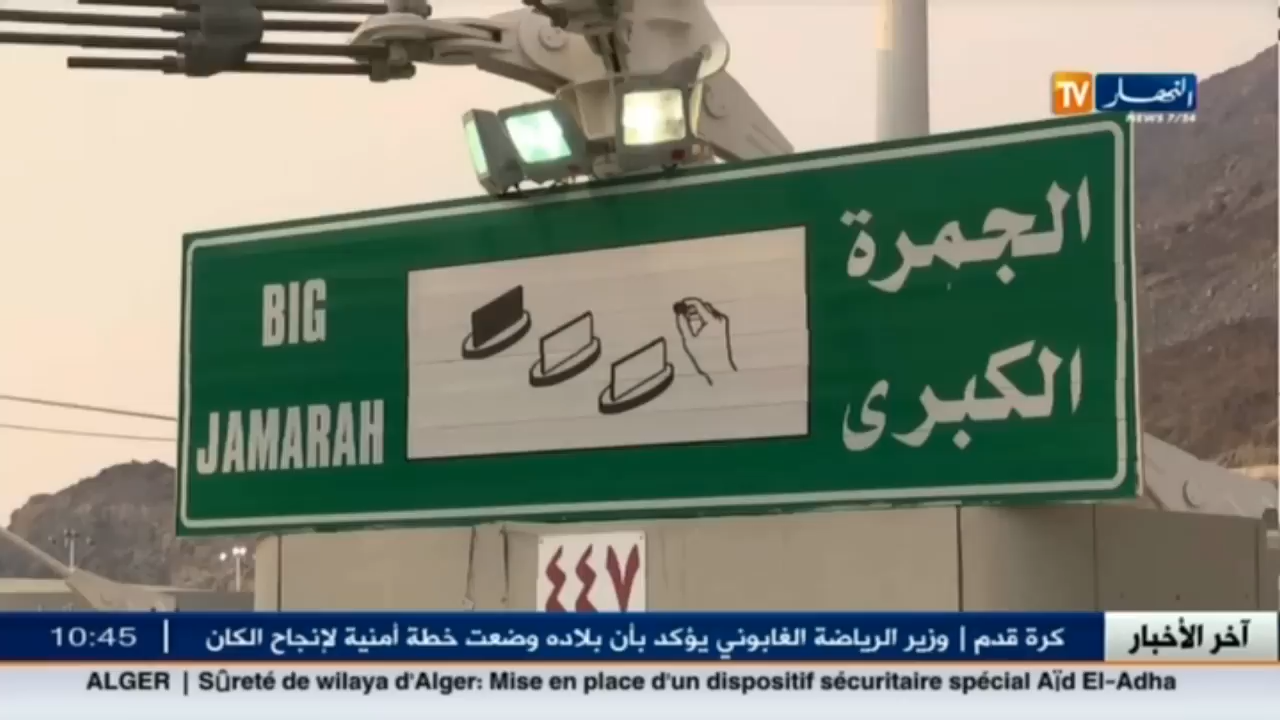 TV النهار
NEWS 7/24
BIG
JAMARAH
الجمرة
الكبرى
٤٤٧
آخر الأخبار
كرة قدم | وزير الرياضة الغابوني يؤكد بأن بلاده وضعت خطة أمنية لإنجاح الكان
10:45
ALGER | Sûreté de wilaya d'Alger: Mise en place d'un dispositif sécuritaire spécial Aïd El-Adha